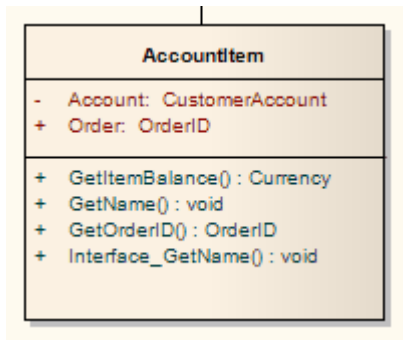 AccountItem
- Account: CustomerAccount
+ Order: OrderID
+ GetItemBalance() : Currency
+ GetName() : void
+ GetOrderID() : OrderID
+ Interface_GetName() : void